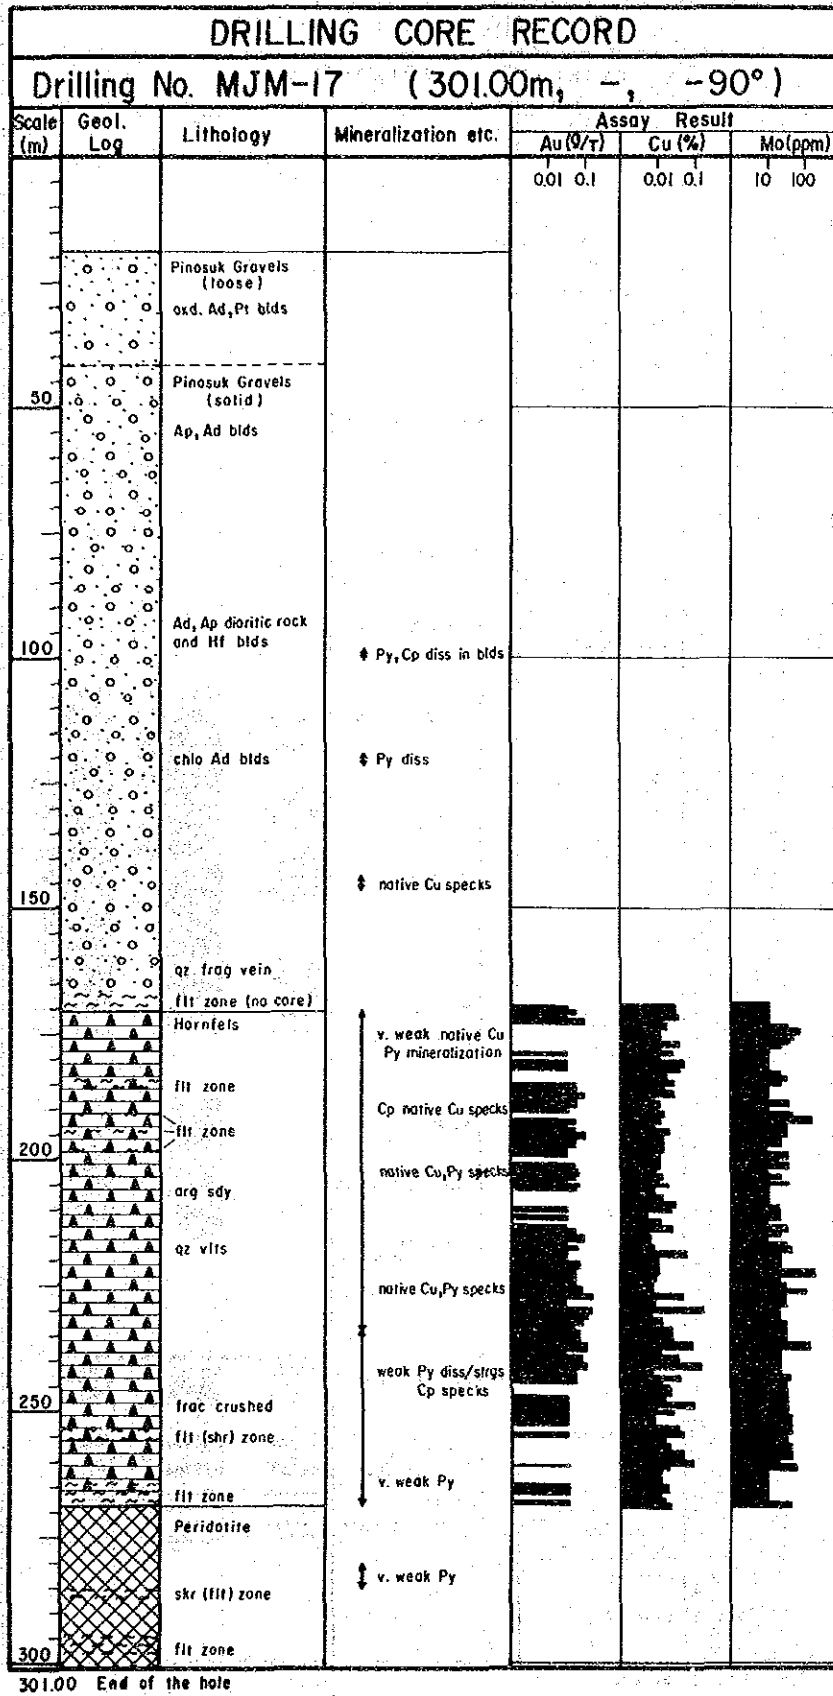 DRILLING CORE RECORD
Drilling No. MJM-17 (301.00m, -, -90°)
Scale (m)
Geol. Log
Lithology
Mineralization etc.
Assay Result
Au(g/T) Cu(%) Mo(ppm)
0.01 0.1 0.01 0.1 10 100
Pinosuk Gravels
(loose)
oxd. Ad, Pt blds
Pinosuk Gravels
(solid)
50
Ap, Ad blds
Ad, Ap dioritic rock
and Hf blds
100
Py, Cp diss in blds
chlo Ad blds
Py diss
native Cu specks
150
qz frag vein
flt zone (no core)
Hornfels
v. weak native Cu
Py mineralization
flt zone
Cp native Cu specks
flt zone
200
native Cu, Py specks
arg sdy
qz vlts
native Cu, Py specks
weak Py diss/strgs
Cp specks
250
frac crushed
flt (shr) zone
v. weak Py
flt zone
Peridotite
v. weak Py
skr (flt) zone
flt zone
300
301.00 End of the hole